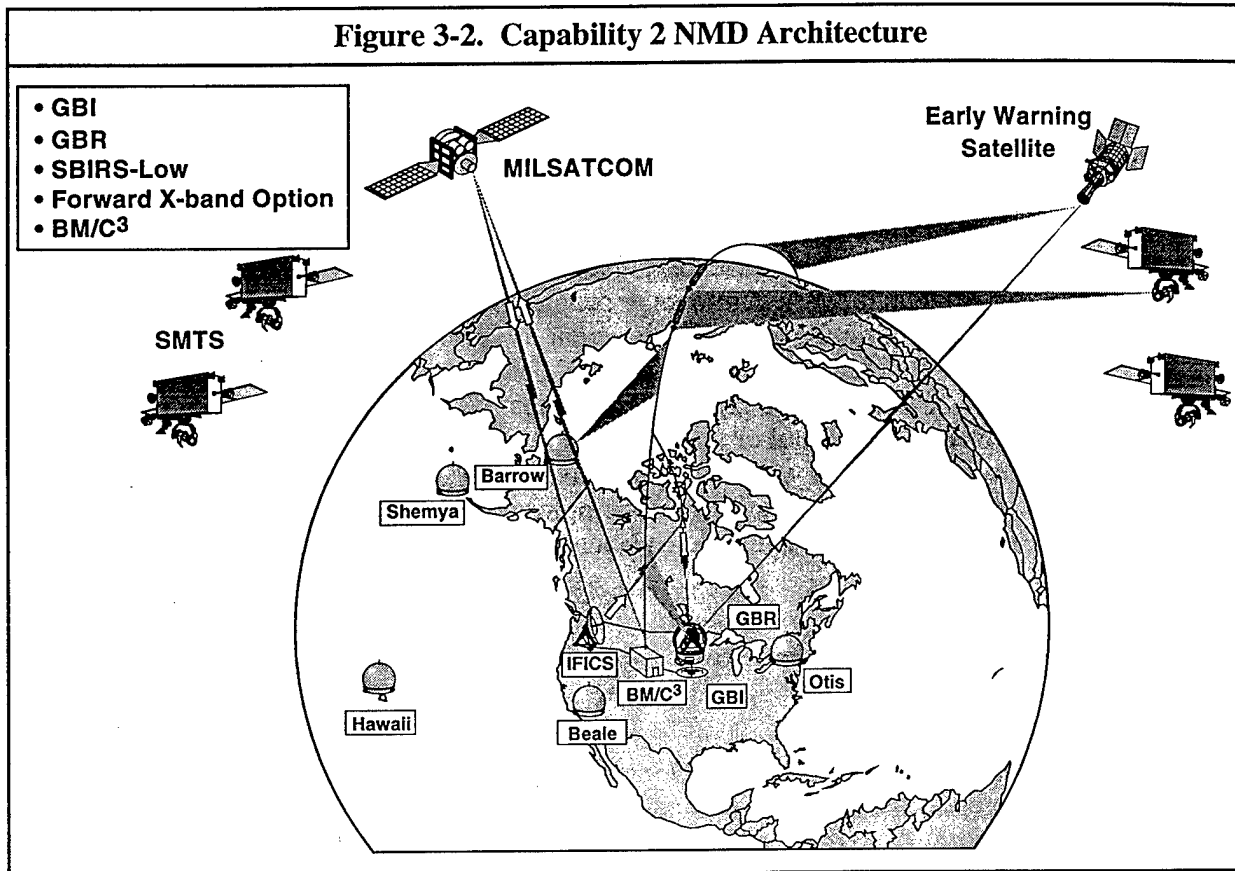 Figure 3-2. Capability 2 NMD Architecture
• GBI
• GBR
• SBIRS-Low
• Forward X-band Option
• BM/C³
MILSATCOM
Early Warning
Satellite
SMTS
Barrow
Shemya
GBR
IFICS
BM/C³
GBI
Otis
Hawaii
Beale